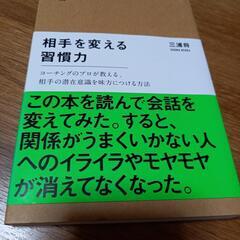 三浦将
相手を変える
習慣力
コーチングのプロが教える、
相手の潜在意識を味方につける方法
この本を読んで会話を
変えてみた。すると、
関係がうまくいかない人
へのイライラやモヤモヤ
が消えてなくなった。